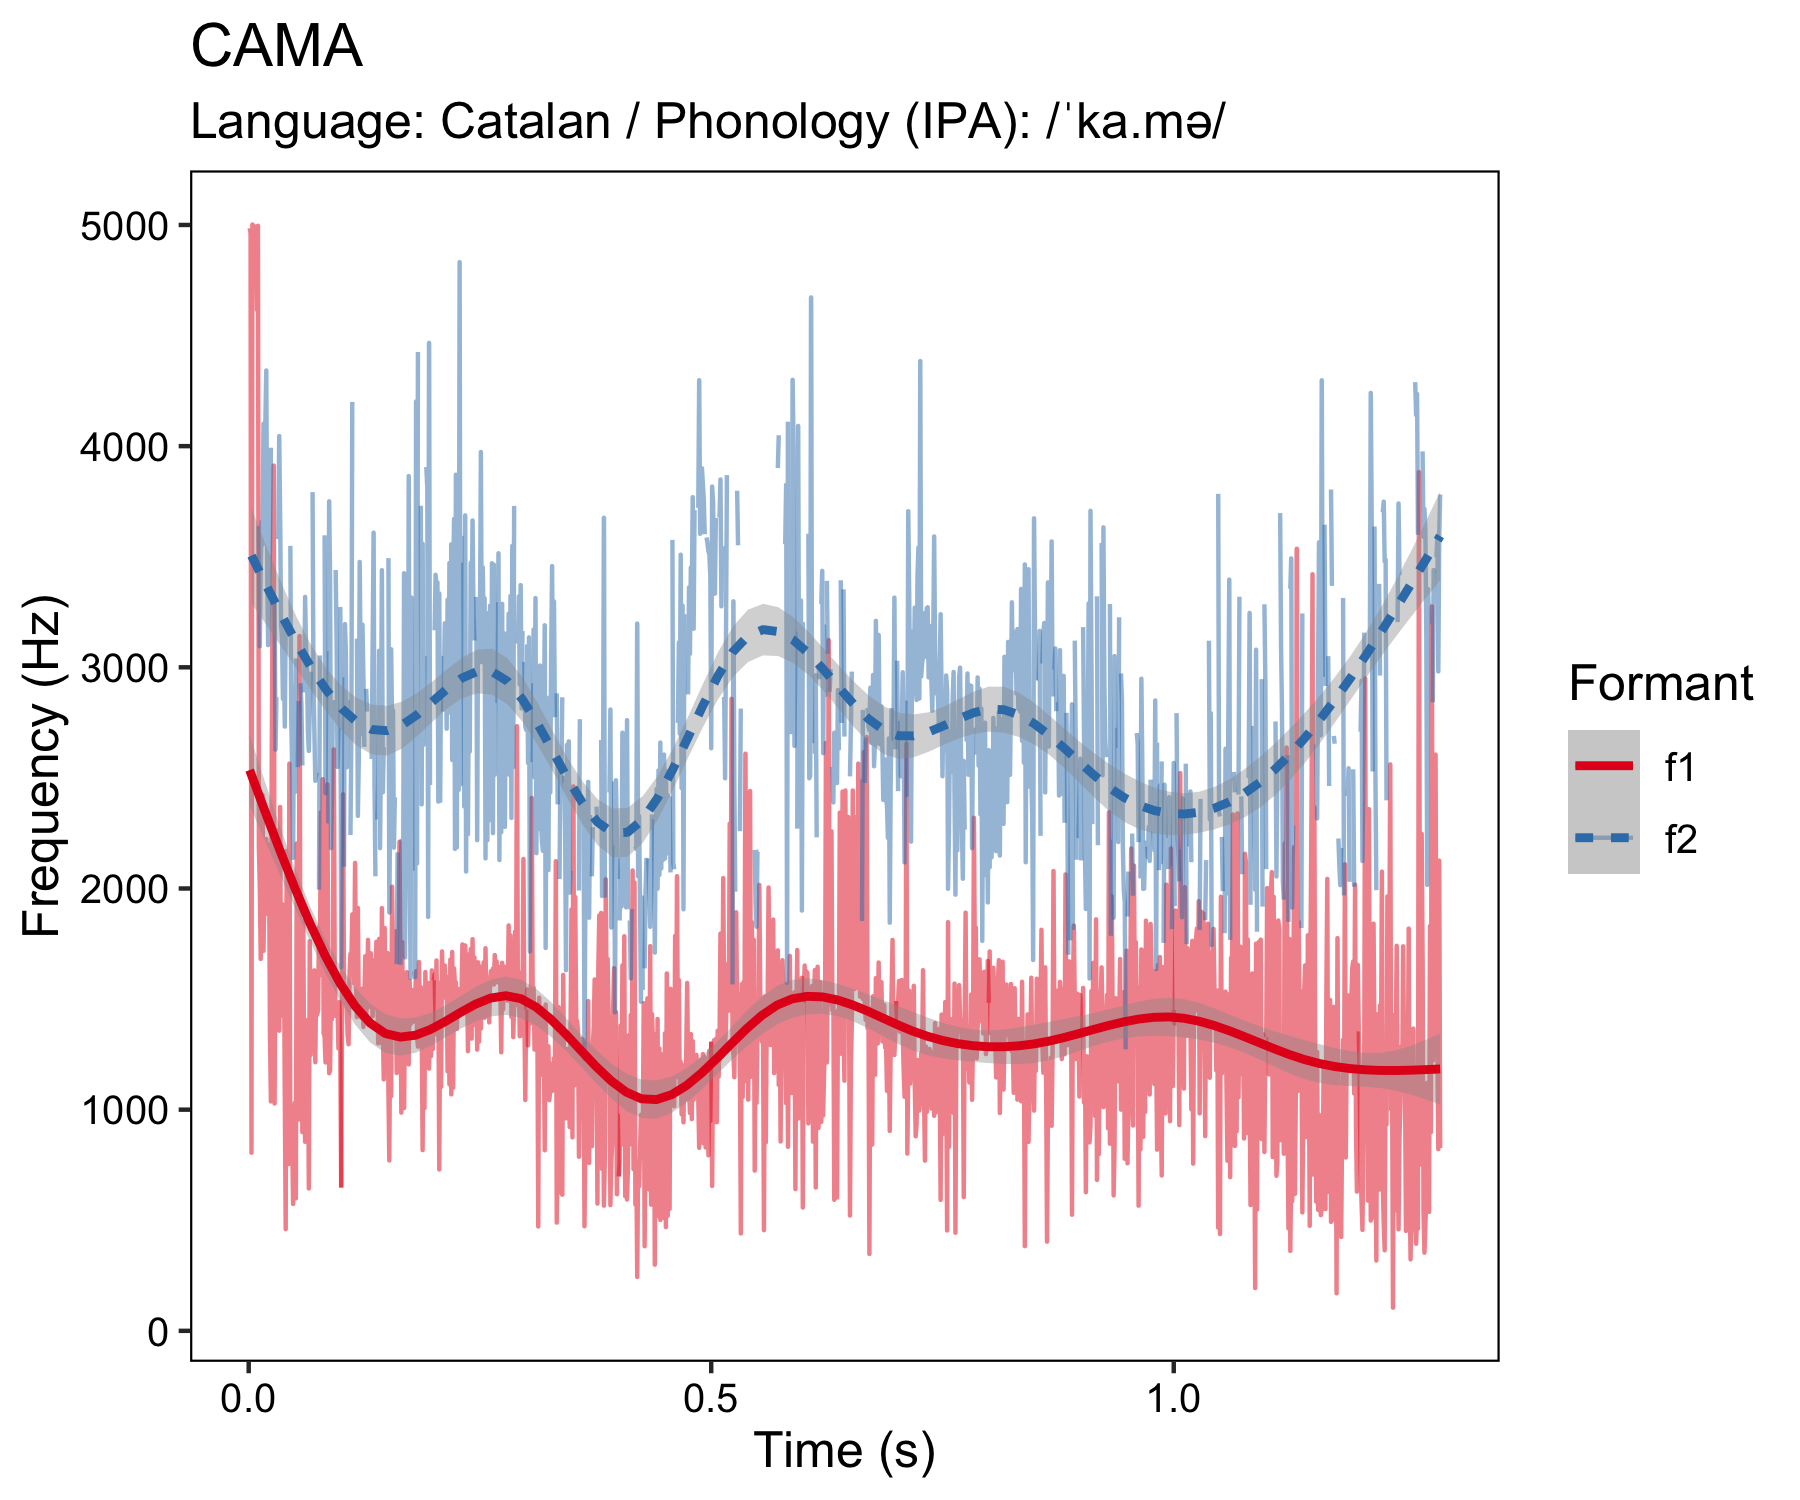 CAMA
Language: Catalan / Phonology (IPA): /ˈka.mə/
Frequency (Hz)
5000
4000
3000
2000
1000
0
0.0
0.5
1.0
Time (s)
Formant
f1
f2